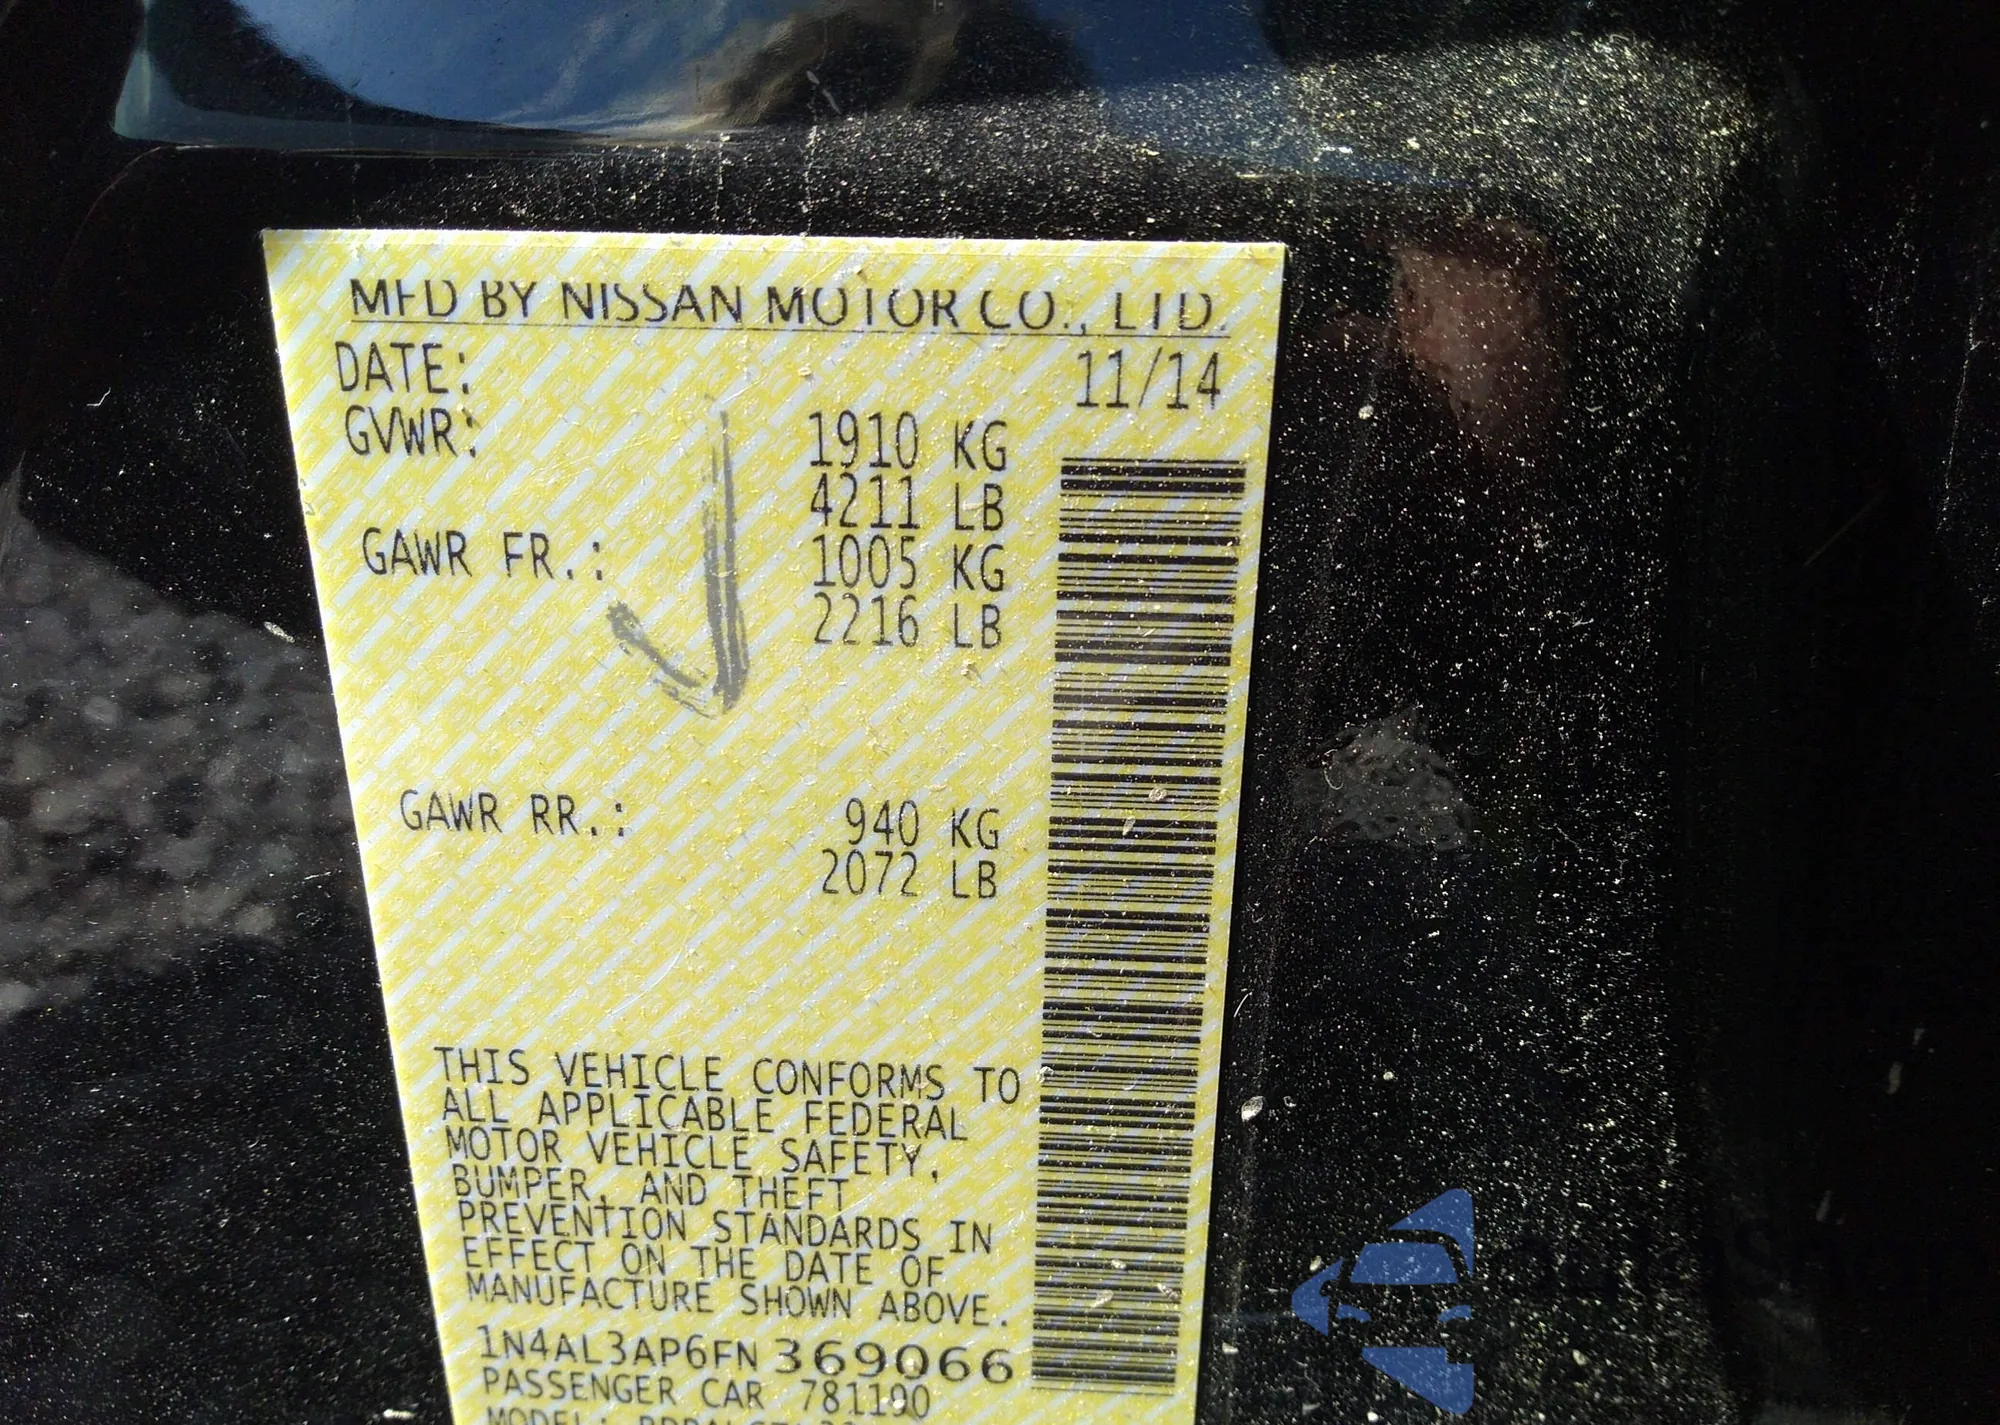 MFD BY NISSAN MOTOR CO., LTD.
DATE: 11/14
GVWR: 1910 KG
4211 LB
GAWR FR.: 1005 KG
2216 LB
GAWR RR.: 940 KG
2072 LB
THIS VEHICLE CONFORMS TO
ALL APPLICABLE FEDERAL
MOTOR VEHICLE SAFETY,
BUMPER, AND THEFT
PREVENTION STANDARDS IN
EFFECT ON THE DATE OF
MANUFACTURE SHOWN ABOVE.
1N4AL3AP6FN369066
PASSENGER CAR 781190
MODEL: